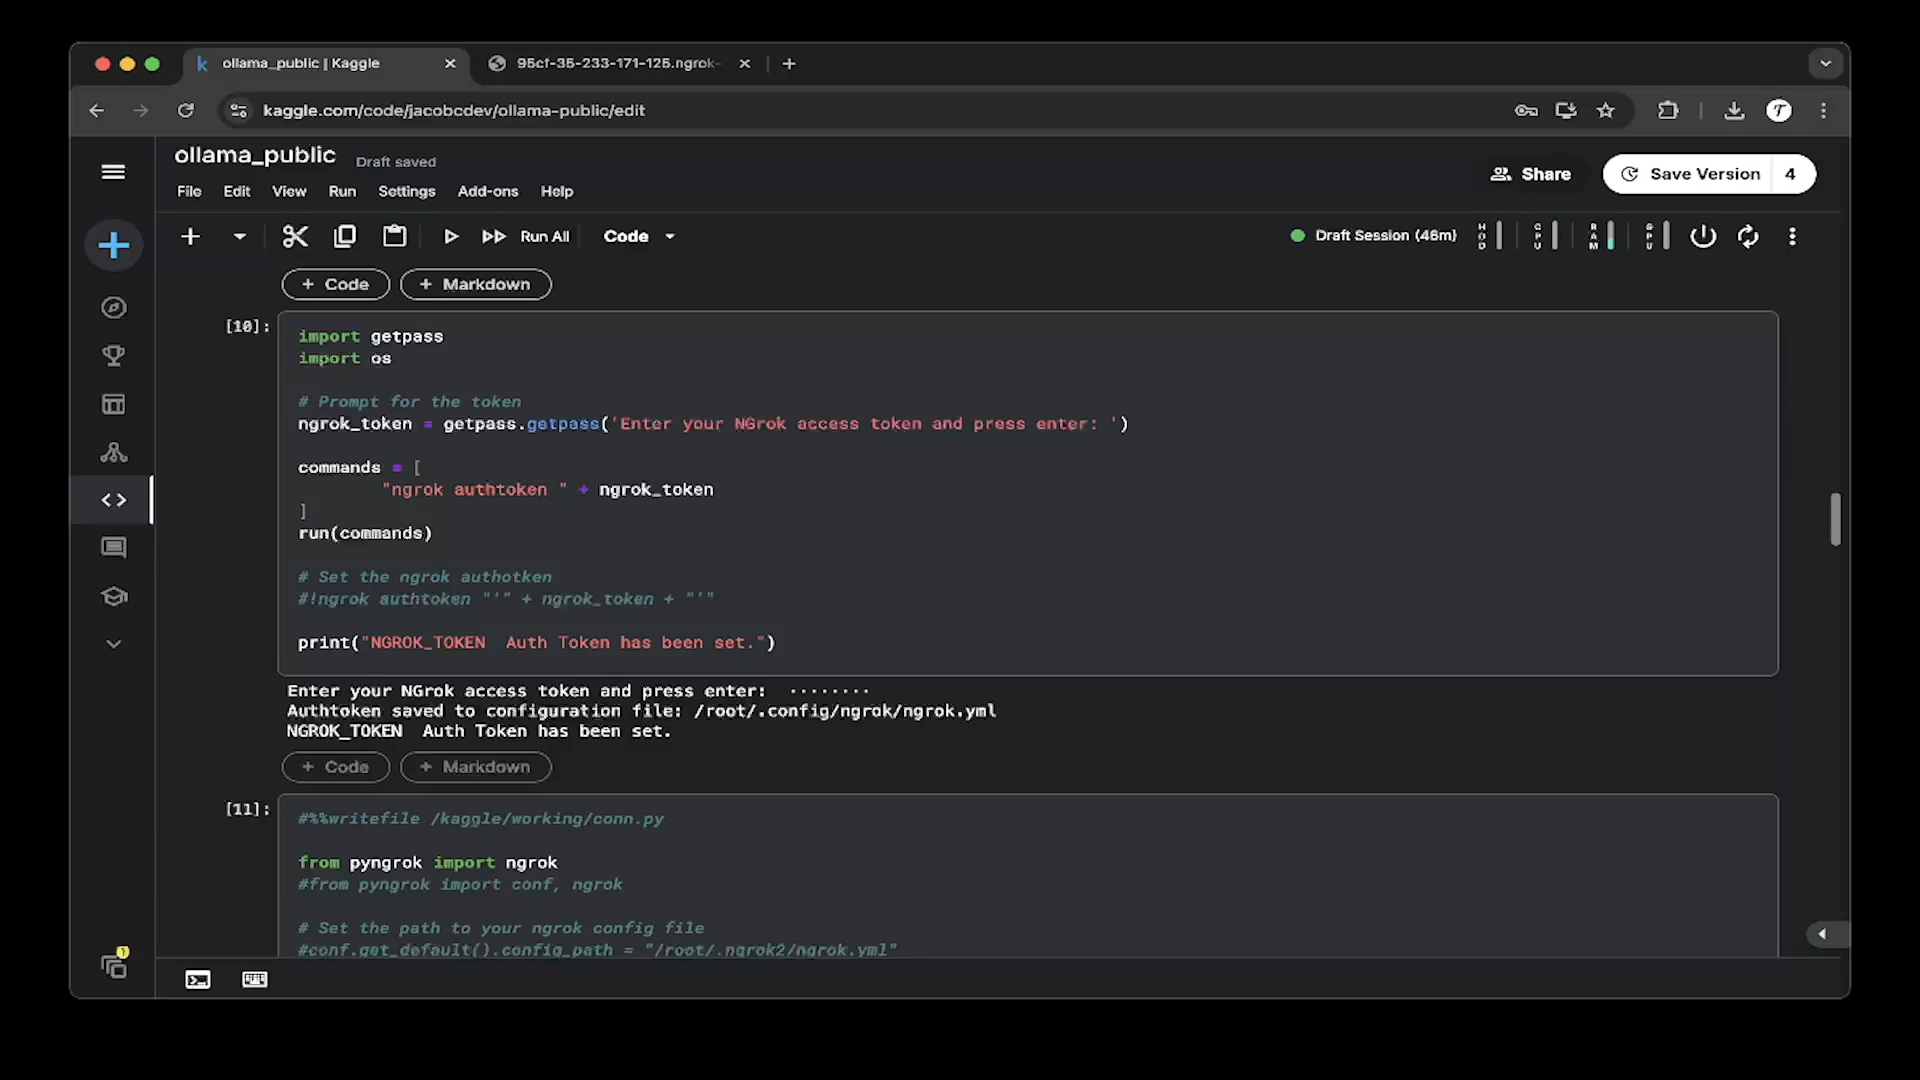 ollama_public | Kaggle
95cf-35-233-171-125.ngrok-
kaggle.com/code/jacobcdev/ollama-public/edit
T
ollama_public Draft saved
Share
Save Version 4
File Edit View Run Settings Add-ons Help
Run All
Code
Draft Session (46m)
HDD
CPU
RAM
GPU
+ Code + Markdown
[10]:
import getpass
import os
# Prompt for the token
ngrok_token = getpass.getpass('Enter your NGrok access token and press enter: ')
commands = [
"ngrok authtoken " + ngrok_token
]
run(commands)
# Set the ngrok authotken
#!ngrok authtoken "'" + ngrok_token + "'"
print("NGROK_TOKEN  Auth Token has been set.")
Enter your NGrok access token and press enter:  ········
Authtoken saved to configuration file: /root/.config/ngrok/ngrok.yml
NGROK_TOKEN  Auth Token has been set.
+ Code + Markdown
[11]:
#%%writefile /kaggle/working/conn.py
from pyngrok import ngrok
#from pyngrok import conf, ngrok
# Set the path to your ngrok config file
#conf.get_default().config_path = "/root/.ngrok2/ngrok.yml"
1